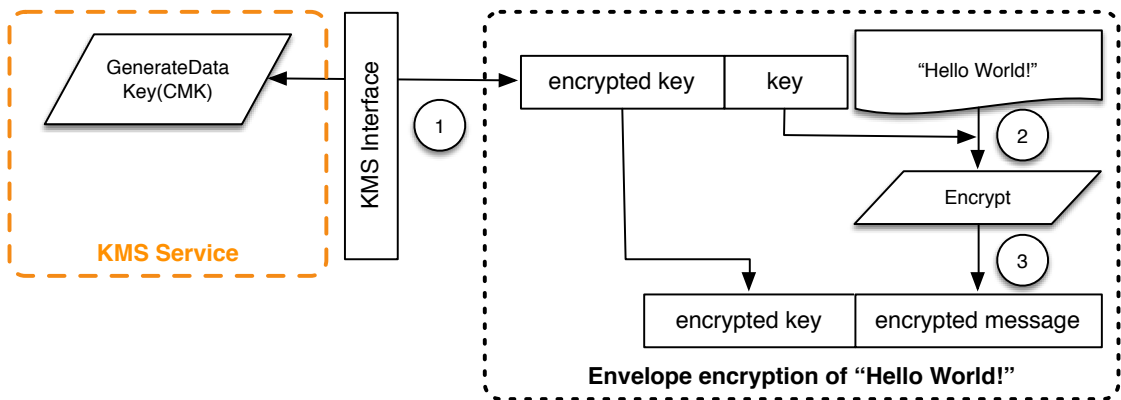 GenerateData
Key(CMK)
KMS Service
KMS Interface
1
encrypted key
key
“Hello World!”
2
Encrypt
3
encrypted key
encrypted message
Envelope encryption of “Hello World!”